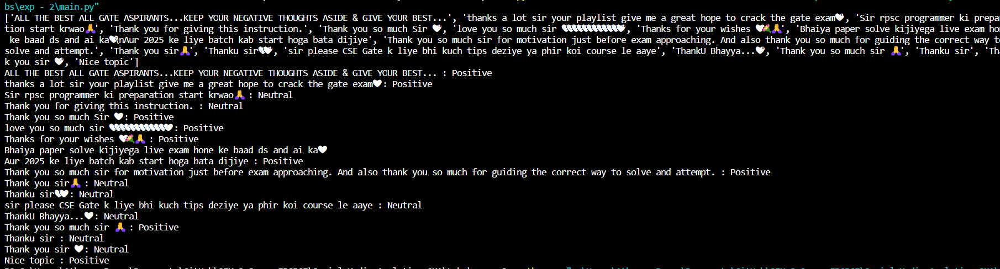 bs\exp - 2\main.py"
['ALL THE BEST ALL GATE ASPIRANTS...KEEP YOUR NEGATIVE THOUGHTS ASIDE & GIVE YOUR BEST...', 'thanks a lot sir your playlist give me a great hope to crack the gate exam🤍', 'Sir rpsc programmer ki prepar
tion start krwao🙏', 'Thank you for giving this instruction.', 'Thank you so much Sir 🤍', 'love you so much sir 🤍🤍🤍🤍🤍🤍🤍🤍🤍🤍🤍🤍', 'Thanks for your wishes 🤍💐🙏', 'Bhaiya paper solve kijiyega live exam hon
ke baad ds and ai ka🤍\nAur 2025 ke liye batch kab start hoga bata dijiye', 'Thank you so much sir for motivation just before exam approaching. And also thank you so much for guiding the correct way to
solve and attempt.', 'Thank you sir🙏', 'Thanku sir🤍🤍', 'sir please CSE Gate k liye bhi kuch tips deziye ya phir koi course le aaye', 'ThankU Bhayya...🤍', 'Thank you so much sir 🙏', 'Thanku sir', 'Tha
k you sir 🤍', 'Nice topic']
ALL THE BEST ALL GATE ASPIRANTS...KEEP YOUR NEGATIVE THOUGHTS ASIDE & GIVE YOUR BEST... : Positive
thanks a lot sir your playlist give me a great hope to crack the gate exam🤍: Positive
Sir rpsc programmer ki preparation start krwao🙏 : Neutral
Thank you for giving this instruction. : Neutral
Thank you so much Sir 🤍: Positive
love you so much sir 🤍🤍🤍🤍🤍🤍🤍🤍🤍🤍🤍🤍: Positive
Thanks for your wishes 🤍💐🙏 : Positive
Bhaiya paper solve kijiyega live exam hone ke baad ds and ai ka🤍
Aur 2025 ke liye batch kab start hoga bata dijiye : Positive
Thank you so much sir for motivation just before exam approaching. And also thank you so much for guiding the correct way to solve and attempt. : Positive
Thank you sir🙏 : Neutral
Thanku sir🤍🤍: Neutral
sir please CSE Gate k liye bhi kuch tips deziye ya phir koi course le aaye : Neutral
ThankU Bhayya...🤍: Neutral
Thank you so much sir 🙏 : Positive
Thanku sir : Neutral
Thank you sir 🤍: Neutral
Nice topic : Positive